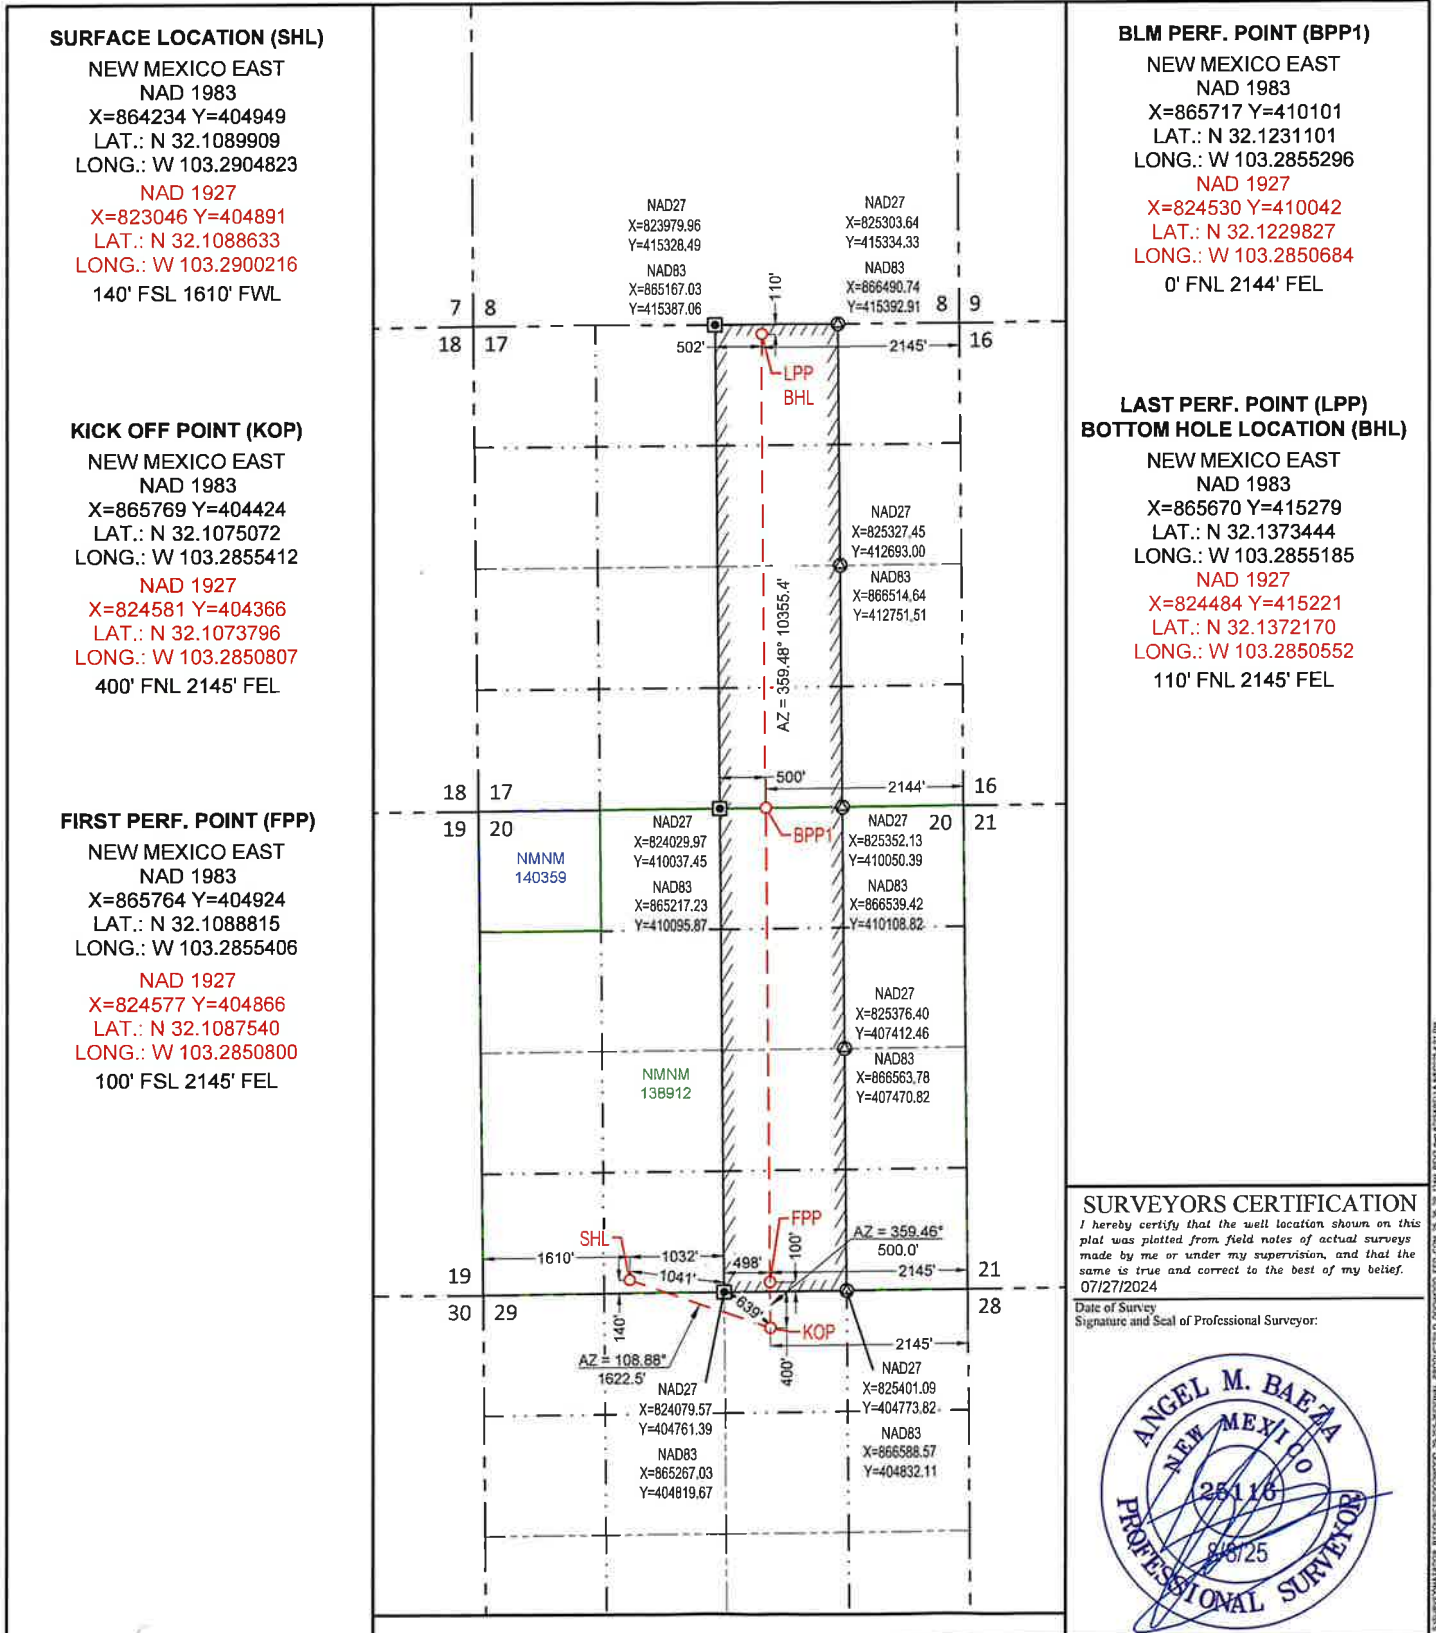 SURFACE LOCATION (SHL)
NEW MEXICO EAST
NAD 1983
X=864234 Y=404949
LAT.: N 32.1089909
LONG.: W 103.2904823
NAD 1927
X=823046 Y=404891
LAT.: N 32.1088633
LONG.: W 103.2900216
140' FSL 1610' FWL
KICK OFF POINT (KOP)
NEW MEXICO EAST
NAD 1983
X=865769 Y=404424
LAT.: N 32.1075072
LONG.: W 103.2855412
NAD 1927
X=824581 Y=404366
LAT.: N 32.1073796
LONG.: W 103.2850807
400' FNL 2145' FEL
FIRST PERF. POINT (FPP)
NEW MEXICO EAST
NAD 1983
X=865764 Y=404924
LAT.: N 32.1088815
LONG.: W 103.2855406
NAD 1927
X=824577 Y=404866
LAT.: N 32.1087540
LONG.: W 103.2850800
100' FSL 2145' FEL
NAD27
X=823979.96
Y=415328.49
NAD83
X=865167.03
Y=415387.06
NAD27
X=825303.64
Y=415334.33
NAD83
X=866490.74
Y=415392.91
110'
7 8
18 17
8 9
16
502'
2145'
LPP
BHL
NAD27
X=825327.45
Y=412693.00
NAD83
X=866514.64
Y=412751.51
AZ = 359.48° 10355.4'
500'
2144'
18 17
19 20
16
20 21
BPP1
NMNM
140359
NAD27
X=824029.97
Y=410037.45
NAD83
X=865217.23
Y=410095.87
NAD27
X=825352.13
Y=410050.39
NAD83
X=866539.42
Y=410108.82
NAD27
X=825376.40
Y=407412.46
NAD83
X=866563.78
Y=407470.82
NMNM
138912
SHL
FPP
AZ = 359.46°
500.0'
1610'
1032'
1041'
498'
100'
2145'
19
30 29
21
28
140'
639'
KOP
400'
2145'
AZ = 108.88°
1622.5'
NAD27
X=824079.57
Y=404761.39
NAD83
X=865267.03
Y=404819.67
NAD27
X=825401.09
Y=404773.82
NAD83
X=866588.57
Y=404832.11
BLM PERF. POINT (BPP1)
NEW MEXICO EAST
NAD 1983
X=865717 Y=410101
LAT.: N 32.1231101
LONG.: W 103.2855296
NAD 1927
X=824530 Y=410042
LAT.: N 32.1229827
LONG.: W 103.2850684
0' FNL 2144' FEL
LAST PERF. POINT (LPP)
BOTTOM HOLE LOCATION (BHL)
NEW MEXICO EAST
NAD 1983
X=865670 Y=415279
LAT.: N 32.1373444
LONG.: W 103.2855185
NAD 1927
X=824484 Y=415221
LAT.: N 32.1372170
LONG.: W 103.2850552
110' FNL 2145' FEL
SURVEYORS CERTIFICATION
I hereby certify that the well location shown on this
plat was plotted from field notes of actual surveys
made by me or under my supervision, and that the
same is true and correct to the best of my belief.
07/27/2024
Date of Survey
Signature and Seal of Professional Surveyor:
ANGEL M. BAEZA
NEW MEXICO
25116
8/8/25
PROFESSIONAL SURVEYOR